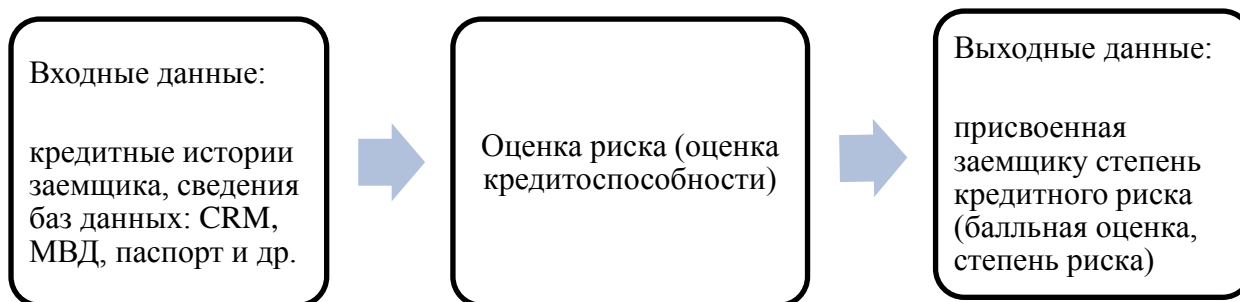 Входные данные:
кредитные истории
заемщика, сведения
баз данных: CRM,
МВД, паспорт и др.
Оценка риска (оценка
кредитоспособности)
Выходные данные:
присвоенная
заемщику степень
кредитного риска
(балльная оценка,
степень риска)